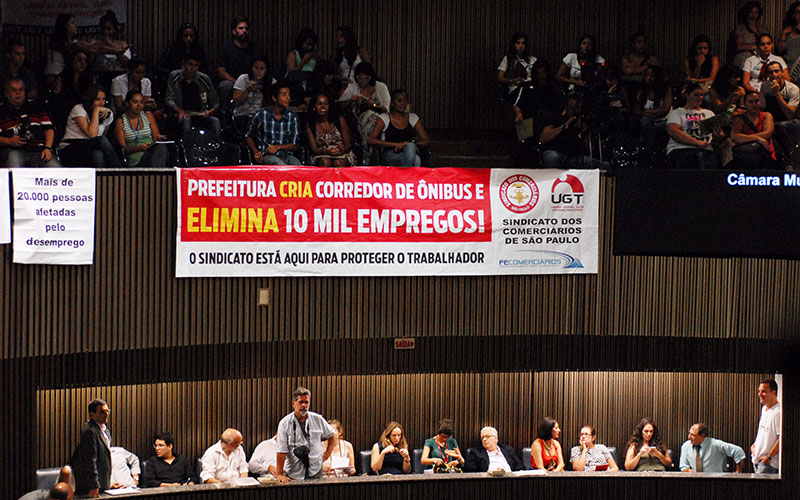 Mais de
20.000 pessoas
afetadas
pelo
desemprego
PREFEITURA CRIA CORREDOR DE ÔNIBUS E
ELIMINA 10 MIL EMPREGOS!
O SINDICATO ESTÁ AQUI PARA PROTEGER O TRABALHADOR
UGT
SINDICATO DOS
COMERCIÁRIOS
DE SÃO PAULO
FECOMERCIÁRIOS
Câmara Mu
SAÍDA